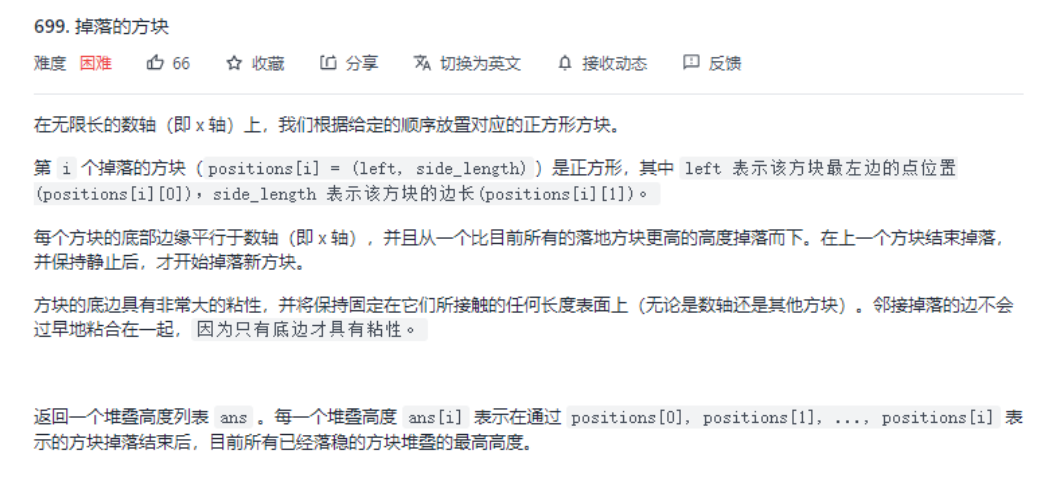 699. 掉落的方块
难度 困难 66 收藏 分享 切换为英文 接收动态 反馈
在无限长的数轴（即 x 轴）上，我们根据给定的顺序放置对应的正方形方块。
第 i 个掉落的方块（positions[i] = (left, side_length)）是正方形，其中 left 表示该方块最左边的点位置
(positions[i][0])，side_length 表示该方块的边长(positions[i][1])。
每个方块的底部边缘平行于数轴（即 x 轴），并且从一个比目前所有的落地方块更高的高度掉落而下。在上一个方块结束掉落，
并保持静止后，才开始掉落新方块。
方块的底边具有非常大的粘性，并将保持固定在它们所接触的任何长度表面上（无论是数轴还是其他方块）。邻接掉落的边不会
过早地粘合在一起，因为只有底边才具有粘性。
返回一个堆叠高度列表 ans 。每一个堆叠高度 ans[i] 表示在通过 positions[0], positions[1], ..., positions[i] 表
示的方块掉落结束后，目前所有已经落稳的方块堆叠的最高高度。